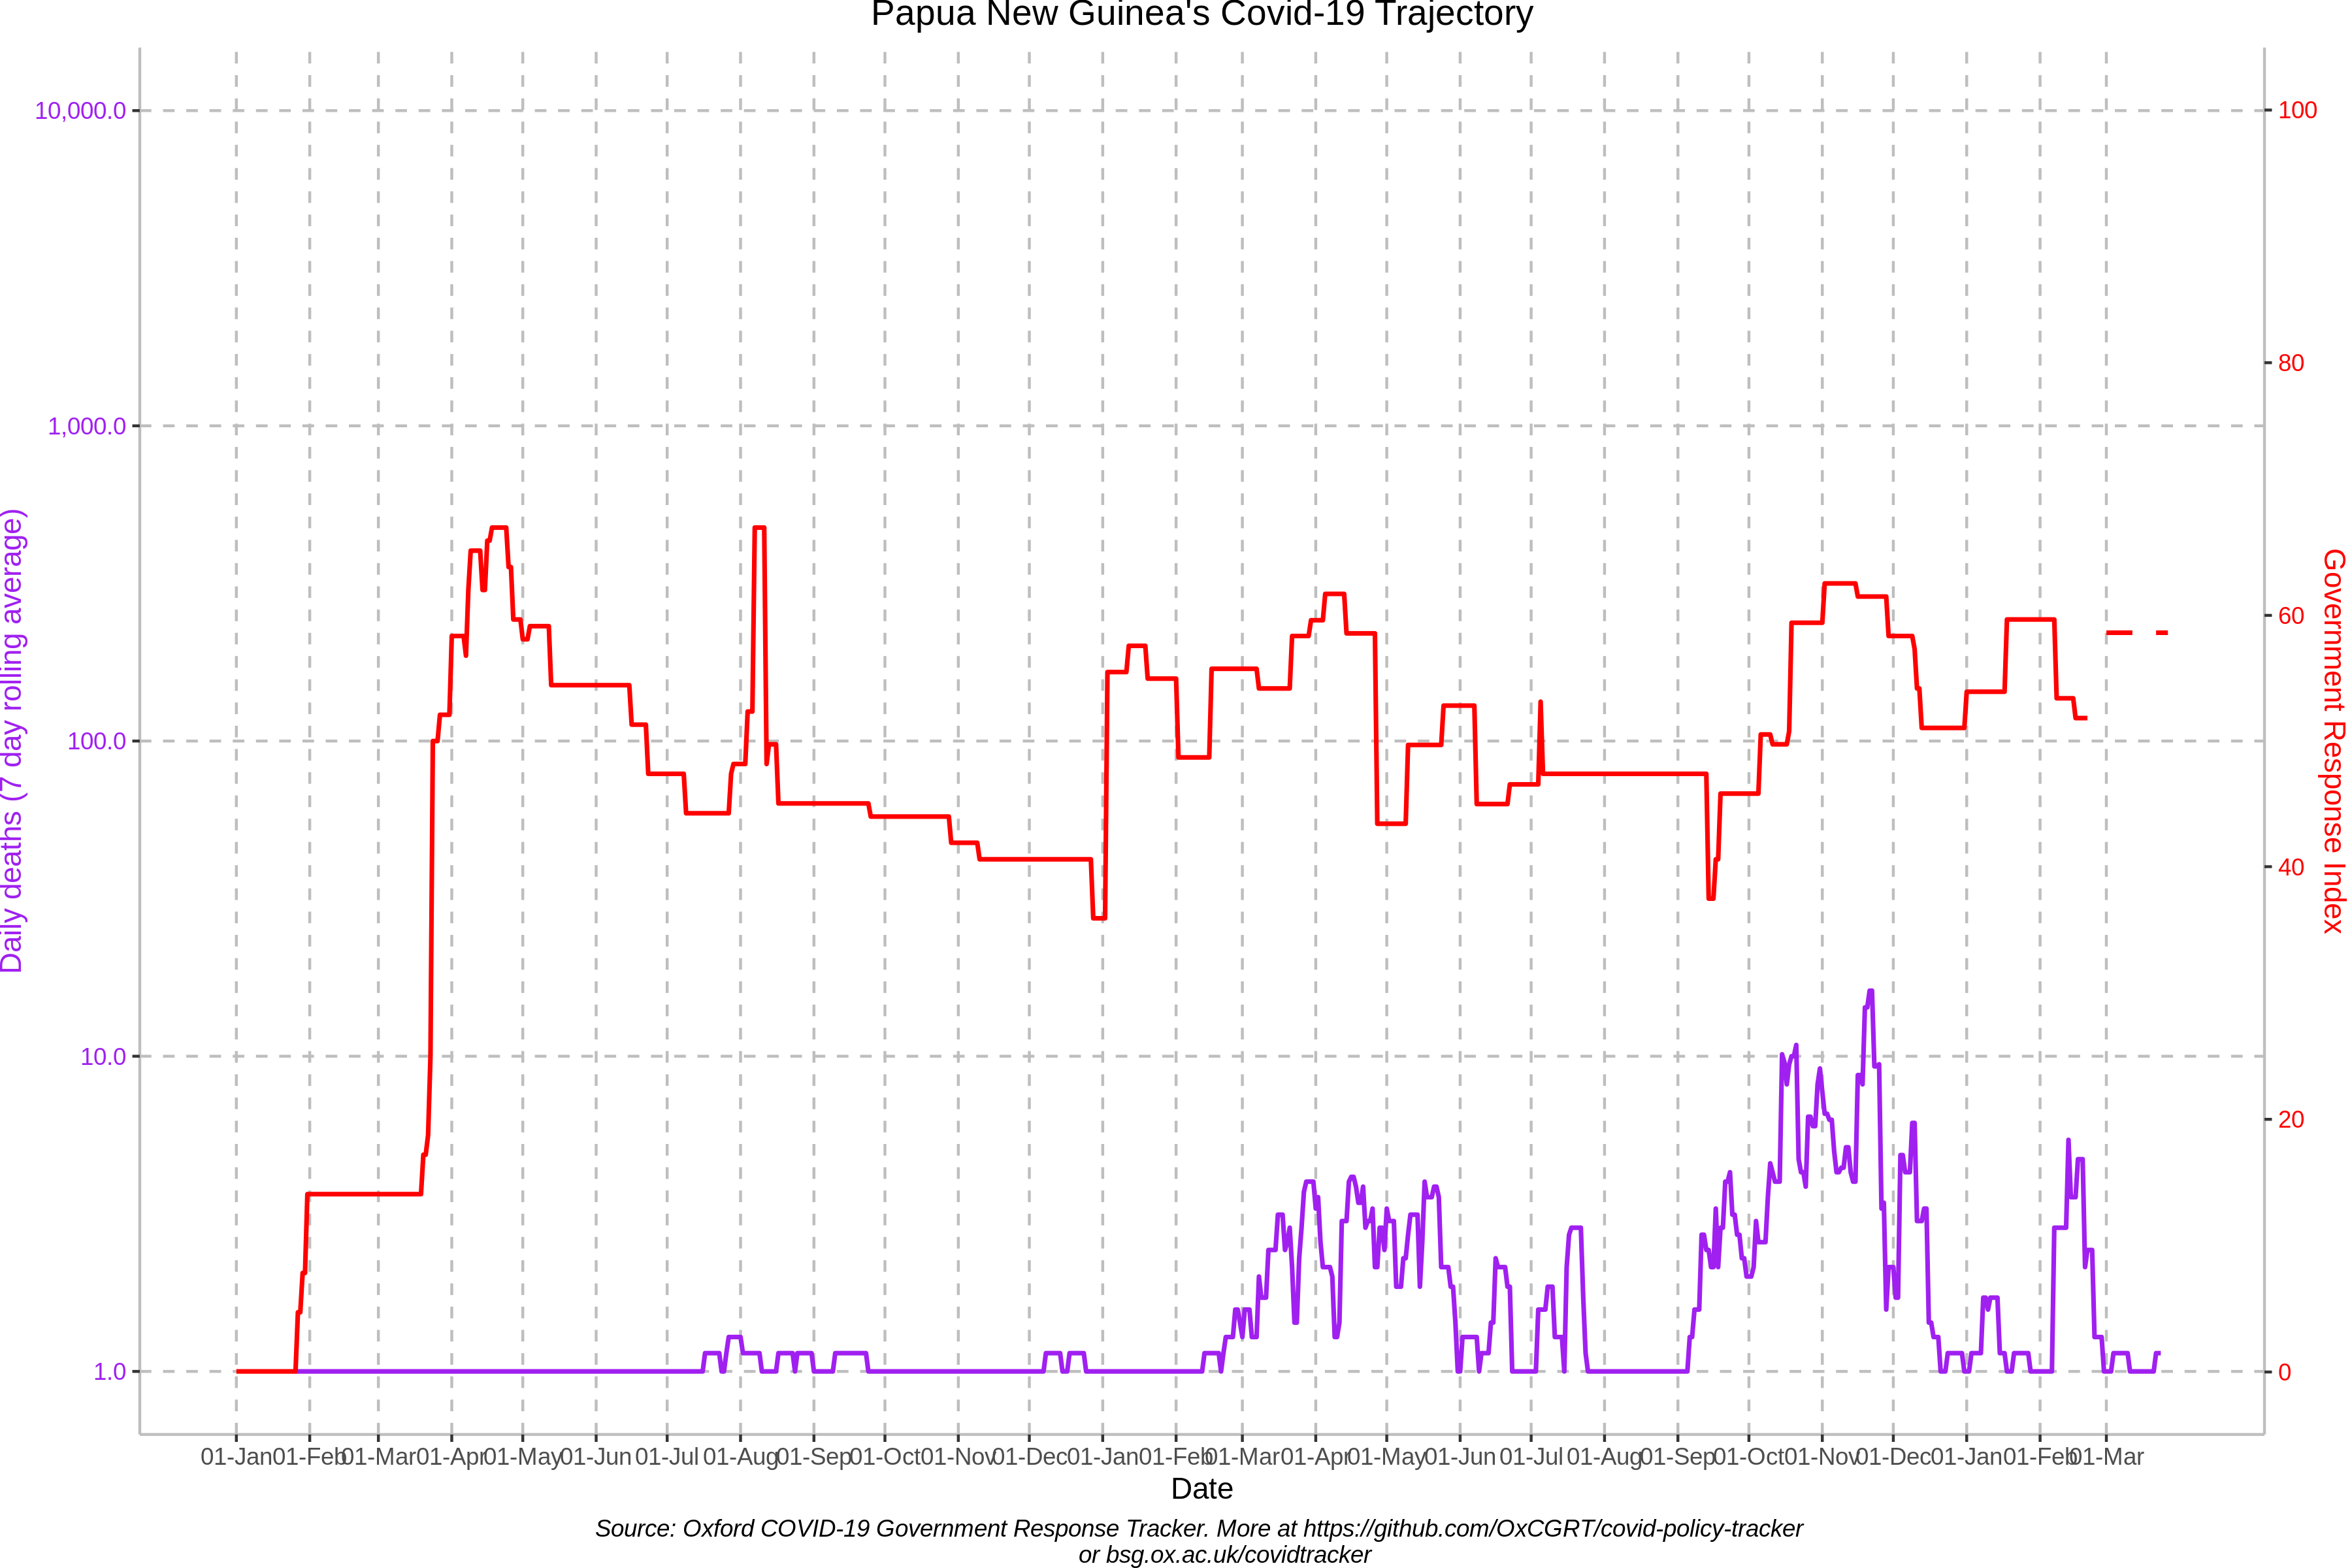 Papua New Guinea's Covid-19 Trajectory
10,000.0
1,000.0
100.0
10.0
1.0
Daily deaths (7 day rolling average)
100
80
60
40
20
0
Government Response Index
01-Jan 01-Feb 01-Mar 01-Apr 01-May 01-Jun 01-Jul 01-Aug 01-Sep 01-Oct 01-Nov 01-Dec 01-Jan 01-Feb 01-Mar 01-Apr 01-May 01-Jun 01-Jul 01-Aug 01-Sep 01-Oct 01-Nov 01-Dec 01-Jan 01-Feb 01-Mar
Date
Source: Oxford COVID-19 Government Response Tracker. More at https://github.com/OxCGRT/covid-policy-tracker
or bsg.ox.ac.uk/covidtracker